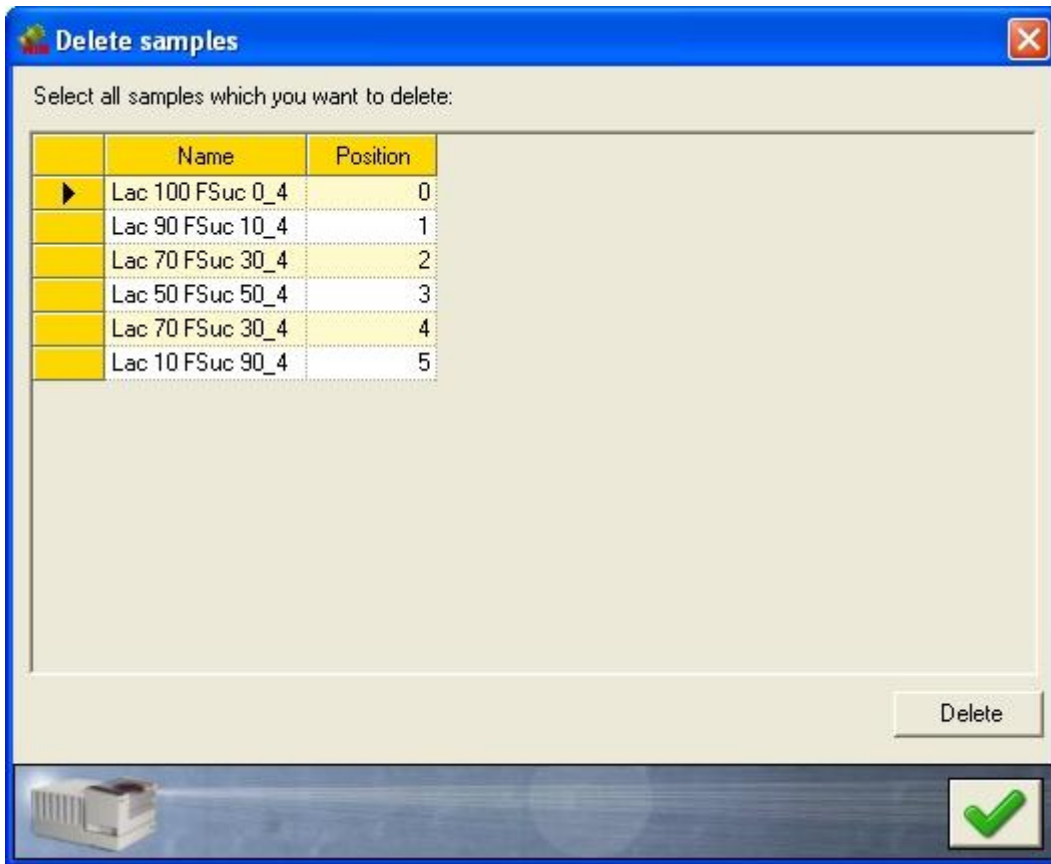 Delete samples
Select all samples which you want to delete:
Name Position
Lac 100 FSuc 0_4 0
Lac 90 FSuc 10_4 1
Lac 70 FSuc 30_4 2
Lac 50 FSuc 50_4 3
Lac 70 FSuc 30_4 4
Lac 10 FSuc 90_4 5
Delete